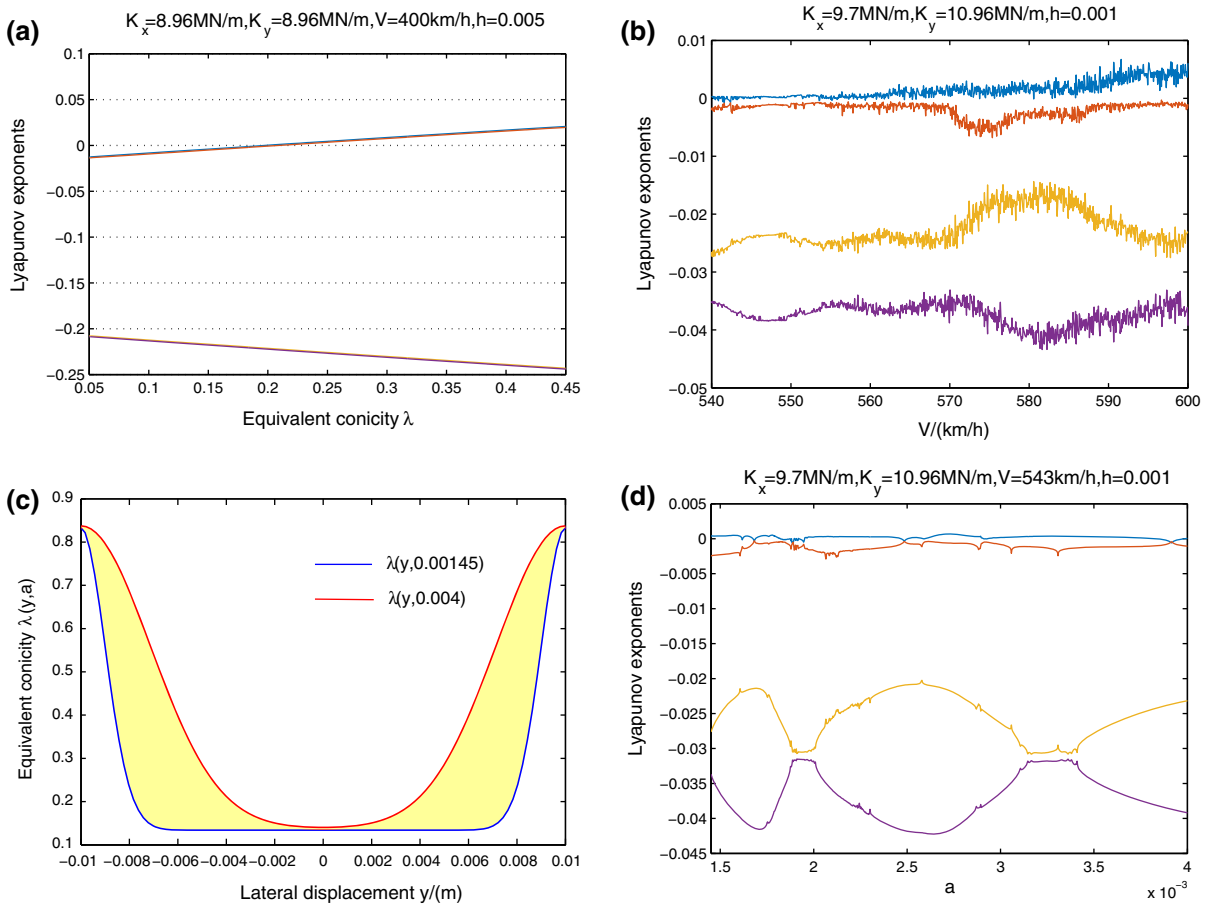 (a)
K_x=8.96MN/m,K_y=8.96MN/m,V=400km/h,h=0.005
Lyapunov exponents
0.1
0.05
0
−0.05
−0.1
−0.15
−0.2
−0.25
0.05 0.1 0.15 0.2 0.25 0.3 0.35 0.4 0.45
Equivalent conicity λ
(b)
K_x=9.7MN/m,K_y=10.96MN/m,h=0.001
Lyapunov exponents
0.01
0
−0.01
−0.02
−0.03
−0.04
−0.05
540 550 560 570 580 590 600
V/(km/h)
(c)
Equivalent conicity λ(y,a)
0.9
0.8
0.7
0.6
0.5
0.4
0.3
0.2
0.1
λ(y,0.00145)
λ(y,0.004)
−0.01 −0.008 −0.006 −0.004 −0.002 0 0.002 0.004 0.006 0.008 0.01
Lateral displacement y/(m)
(d)
K_x=9.7MN/m,K_y=10.96MN/m,V=543km/h,h=0.001
Lyapunov exponents
0.005
0
−0.005
−0.01
−0.015
−0.02
−0.025
−0.03
−0.035
−0.04
−0.045
1.5 2 2.5 3 3.5 4
a
x 10⁻³